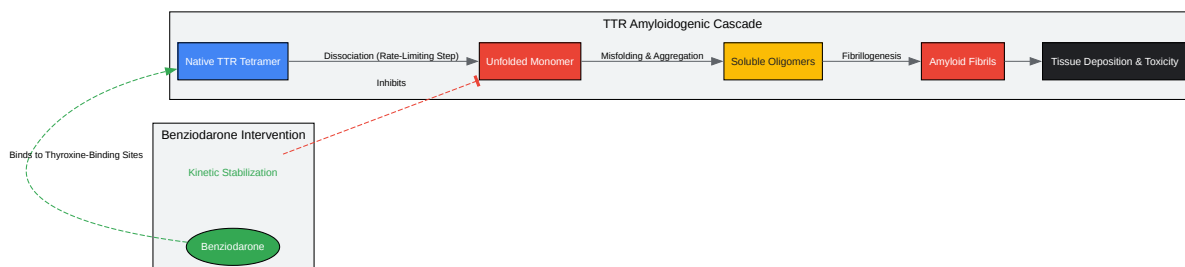 TTR Amyloidogenic Cascade
Native TTR Tetramer
Dissociation (Rate-Limiting Step)
Unfolded Monomer
Misfolding & Aggregation
Soluble Oligomers
Fibrillogenesis
Amyloid Fibrils
Tissue Deposition & Toxicity
Inhibits
Benziodarone Intervention
Binds to Thyroxine-Binding Sites
Kinetic Stabilization
Benziodarone